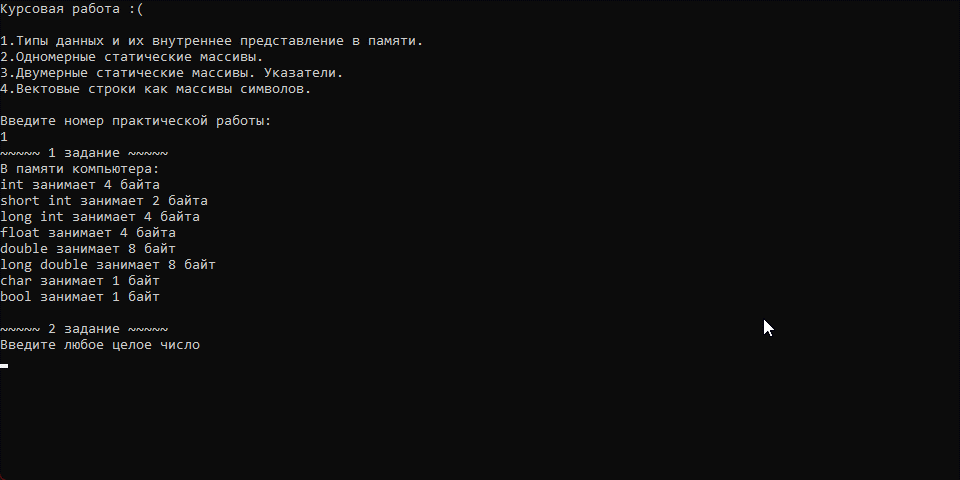 Курсовая работа :(
1.Типы данных и их внутреннее представление в памяти.
2.Одномерные статические массивы.
3.Двумерные статические массивы. Указатели.
4.Вектовые строки как массивы символов.
Введите номер практической работы:
1
~~~~~ 1 задание ~~~~~
В памяти компьютера:
int занимает 4 байта
short int занимает 2 байта
long int занимает 4 байта
float занимает 4 байта
double занимает 8 байт
long double занимает 8 байт
char занимает 1 байт
bool занимает 1 байт
~~~~~ 2 задание ~~~~~
Введите любое целое число